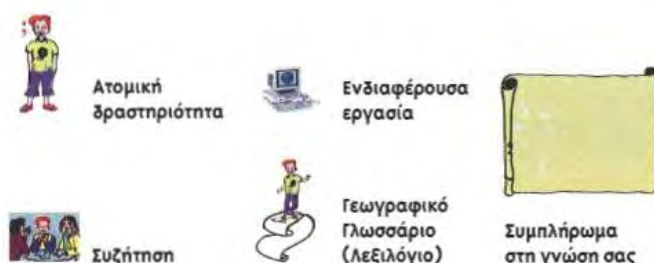 Ατομική
δραστηριότητα
Ενδιαφέρουσα
εργασία
Συζήτηση
Γεωγραφικό
Γλωσσάριο
(Λεξιλόγιο)
Συμπλήρωμα
στη γνώση σας